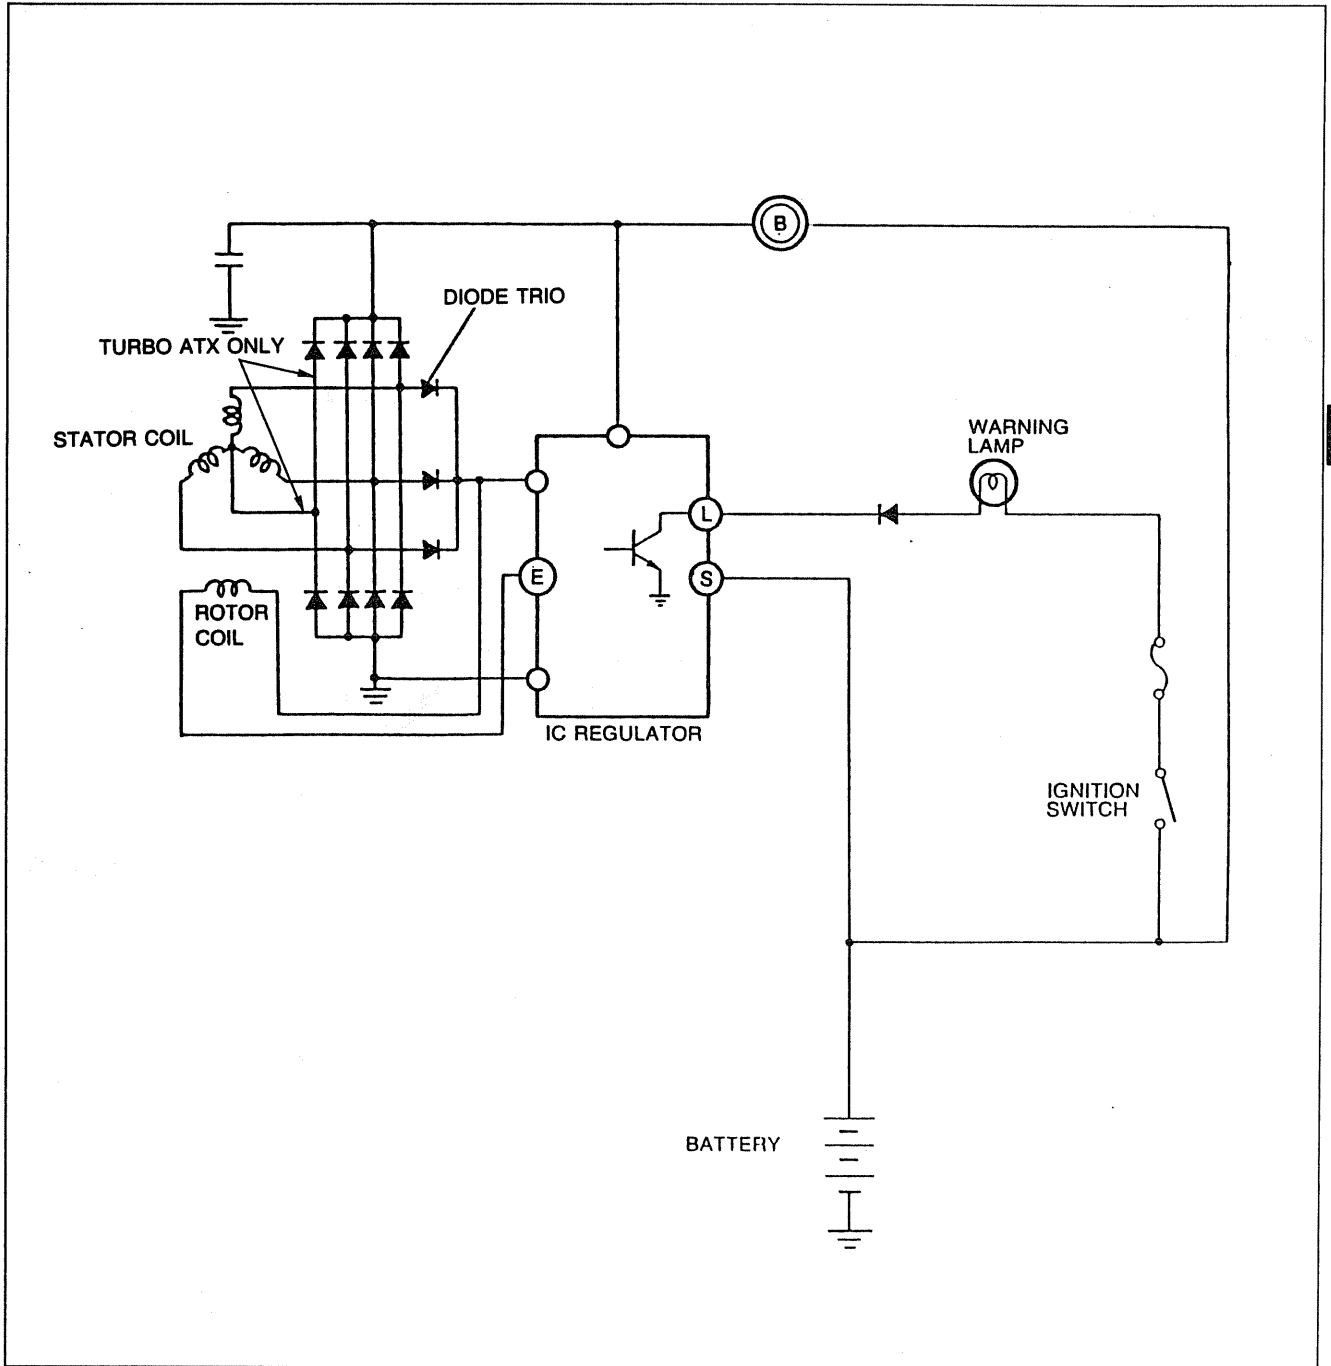 B
DIODE TRIO
TURBO ATX ONLY
STATOR COIL
WARNING
LAMP
L
E
S
ROTOR
COIL
IC REGULATOR
IGNITION
SWITCH
BATTERY